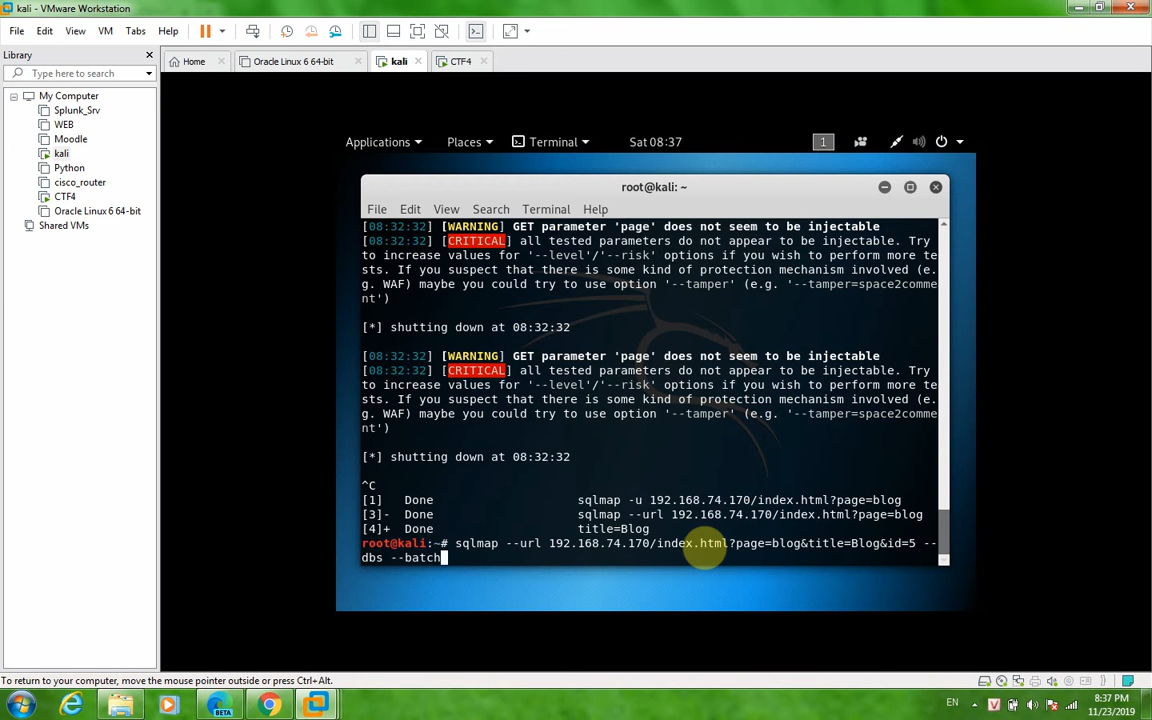 kali - VMware Workstation
File Edit View VM Tabs Help
Library
Type here to search
My Computer
Splunk_Srv
WEB
Moodle
kali
Python
cisco_router
CTF4
Oracle Linux 6 64-bit
Shared VMs
Home Oracle Linux 6 64-bit kali CTF4
Applications Places Terminal Sat 08:37 1
root@kali: ~
File Edit View Search Terminal Help
[08:32:32] [WARNING] GET parameter 'page' does not seem to be injectable
[08:32:32] [CRITICAL] all tested parameters do not appear to be injectable. Try
to increase values for '--level'/'--risk' options if you wish to perform more te
sts. If you suspect that there is some kind of protection mechanism involved (e.
g. WAF) maybe you could try to use option '--tamper' (e.g. '--tamper=space2comme
nt')
[*] shutting down at 08:32:32
[08:32:32] [WARNING] GET parameter 'page' does not seem to be injectable
[08:32:32] [CRITICAL] all tested parameters do not appear to be injectable. Try
to increase values for '--level'/'--risk' options if you wish to perform more te
sts. If you suspect that there is some kind of protection mechanism involved (e.
g. WAF) maybe you could try to use option '--tamper' (e.g. '--tamper=space2comme
nt')
[*] shutting down at 08:32:32
^C
[1] Done sqlmap -u 192.168.74.170/index.html?page=blog
[3]- Done sqlmap --url 192.168.74.170/index.html?page=blog
[4]+ Done title=Blog
root@kali:~# sqlmap --url 192.168.74.170/index.html?page=blog&title=Blog&id=5 --
dbs --batch
To return to your computer, move the mouse pointer outside or press Ctrl+Alt.
BETA
EN
V
8:37 PM
11/23/2019